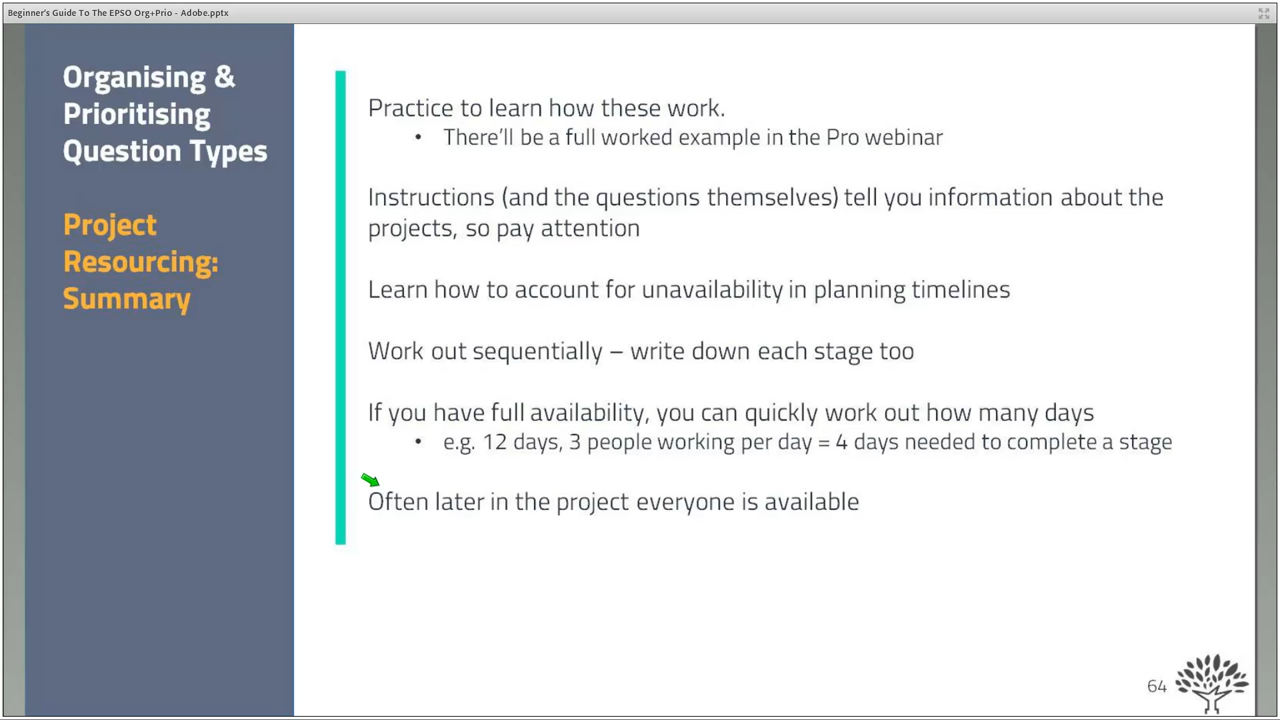 Beginner's Guide To The EPSO Org+Prio - Adobe.pptx
Organising &
Prioritising
Question Types
Project
Resourcing:
Summary
Practice to learn how these work.
• There'll be a full worked example in the Pro webinar
Instructions (and the questions themselves) tell you information about the
projects, so pay attention
Learn how to account for unavailability in planning timelines
Work out sequentially – write down each stage too
If you have full availability, you can quickly work out how many days
• e.g. 12 days, 3 people working per day = 4 days needed to complete a stage
Often later in the project everyone is available
64